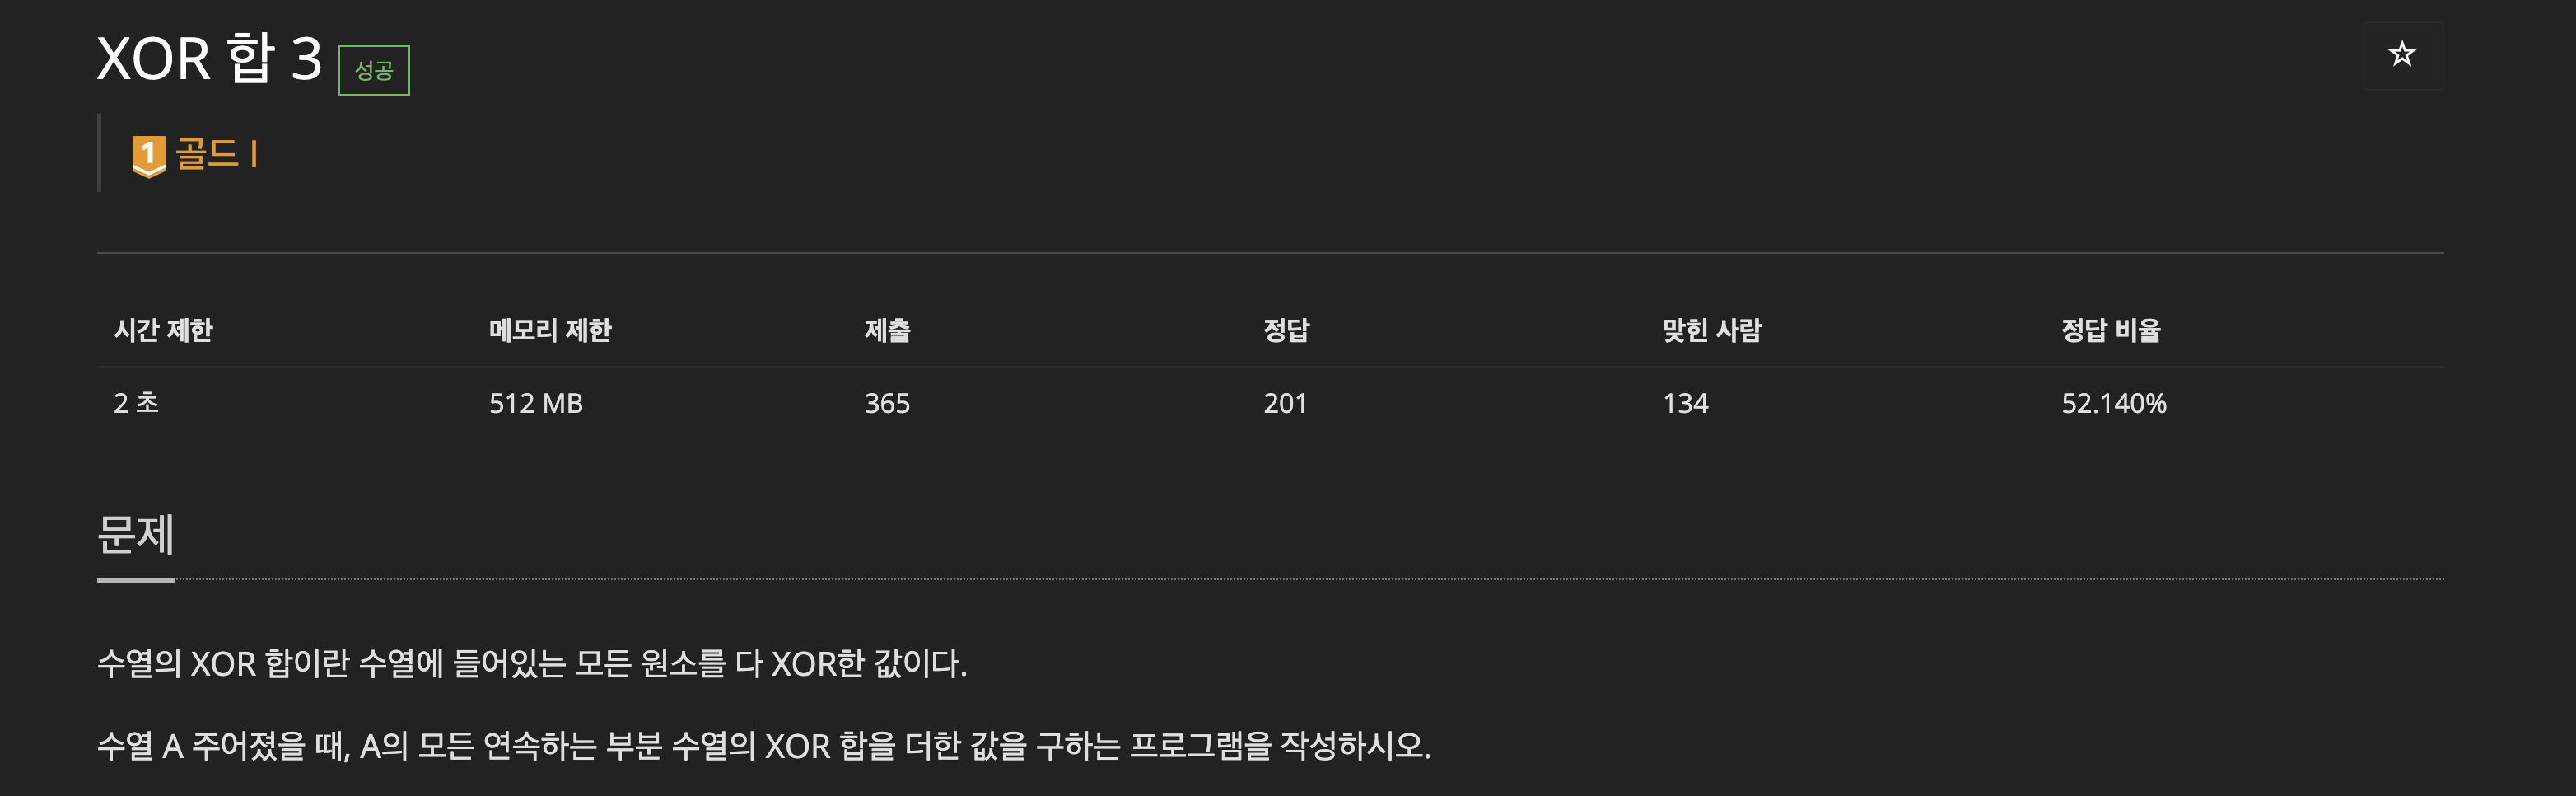 XOR 합 3 성공
1 골드 I
시간 제한 메모리 제한 제출 정답 맞힌 사람 정답 비율
2 초 512 MB 365 201 134 52.140%
문제
수열의 XOR 합이란 수열에 들어있는 모든 원소를 다 XOR한 값이다.
수열 A 주어졌을 때, A의 모든 연속하는 부분 수열의 XOR 합을 더한 값을 구하는 프로그램을 작성하시오.